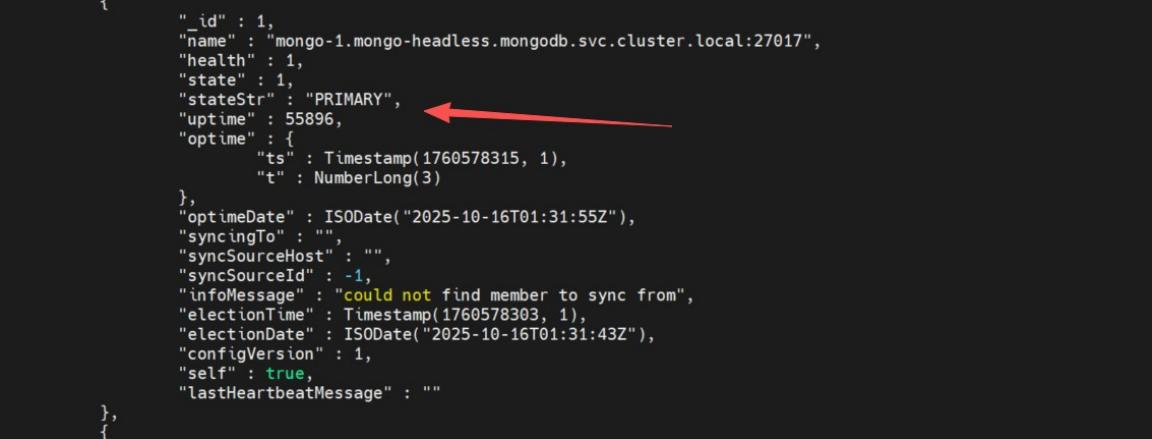 {
"_id" : 1,
"name" : "mongo-1.mongo-headless.mongodb.svc.cluster.local:27017",
"health" : 1,
"state" : 1,
"stateStr" : "PRIMARY",
"uptime" : 55896,
"optime" : {
"ts" : Timestamp(1760578315, 1),
"t" : NumberLong(3)
},
"optimeDate" : ISODate("2025-10-16T01:31:55Z"),
"syncingTo" : "",
"syncSourceHost" : "",
"syncSourceId" : -1,
"infoMessage" : "could not find member to sync from",
"electionTime" : Timestamp(1760578303, 1),
"electionDate" : ISODate("2025-10-16T01:31:43Z"),
"configVersion" : 1,
"self" : true,
"lastHeartbeatMessage" : ""
},
{